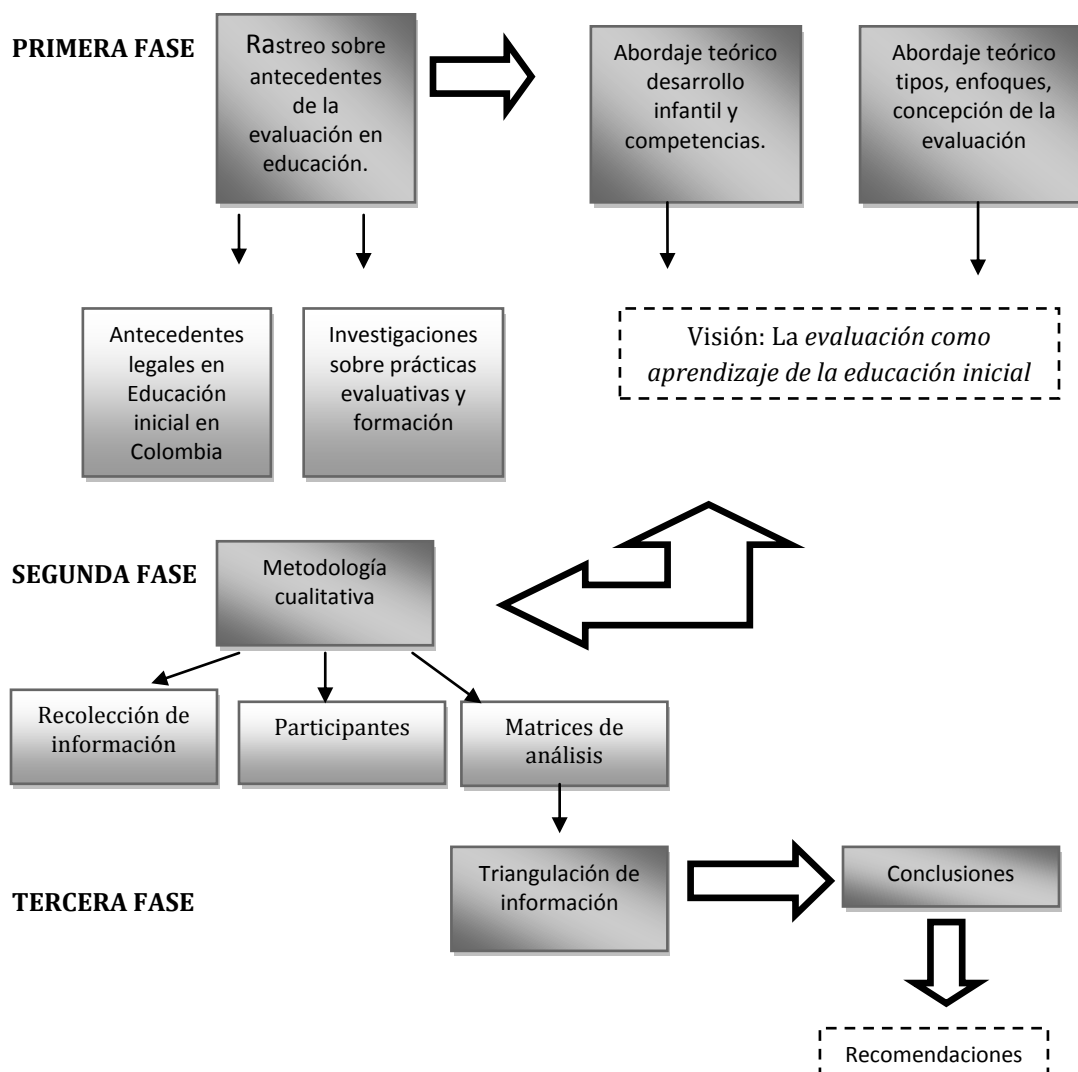 PRIMERA FASE
Rastreo sobre
antecedentes
de la
evaluación en
educación.
Abordaje teórico
desarrollo
infantil y
competencias.
Abordaje teórico
tipos, enfoques,
concepción de la
evaluación
Antecedentes
legales en
Educación
inicial en
Colombia
Investigaciones
sobre prácticas
evaluativas y
formación
Visión: La evaluación como
aprendizaje de la educación inicial
SEGUNDA FASE
Metodología
cualitativa
Recolección de
información
Participantes
Matrices de
análisis
TERCERA FASE
Triangulación de
información
Conclusiones
Recomendaciones